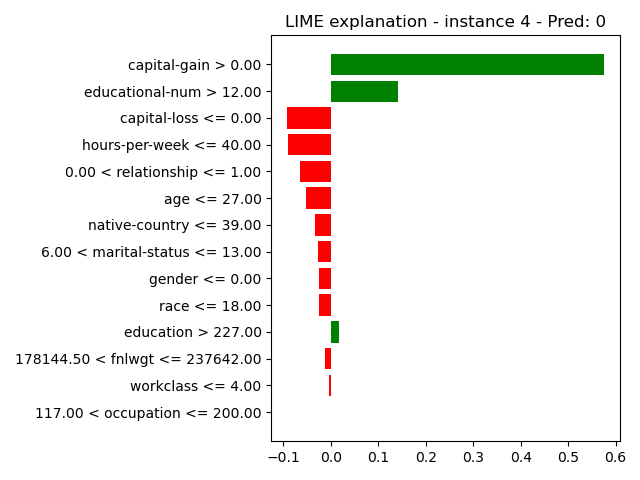 LIME explanation - instance 4 - Pred: 0
capital-gain > 0.00
educational-num > 12.00
capital-loss <= 0.00
hours-per-week <= 40.00
0.00 < relationship <= 1.00
age <= 27.00
native-country <= 39.00
6.00 < marital-status <= 13.00
gender <= 0.00
race <= 18.00
education > 227.00
178144.50 < fnlwgt <= 237642.00
workclass <= 4.00
117.00 < occupation <= 200.00
−0.1 0.0 0.1 0.2 0.3 0.4 0.5 0.6